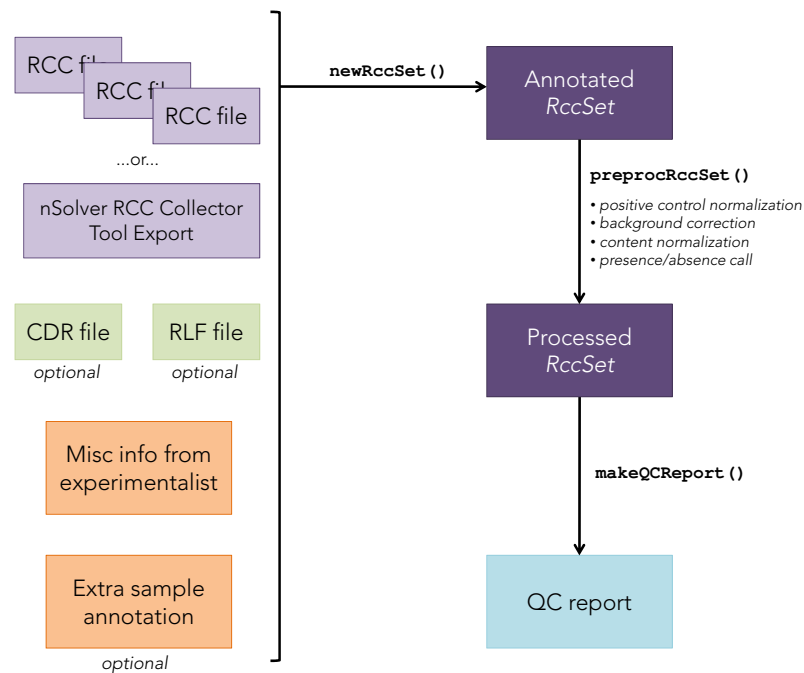 RCC file
RCC file
RCC file
...or...
nSolver RCC Collector
Tool Export
CDR file
optional
RLF file
optional
Misc info from
experimentalist
Extra sample
annotation
optional
newRccSet()
Annotated
RccSet
preprocRccSet()
• positive control normalization
• background correction
• content normalization
• presence/absence call
Processed
RccSet
makeQCReport()
QC report